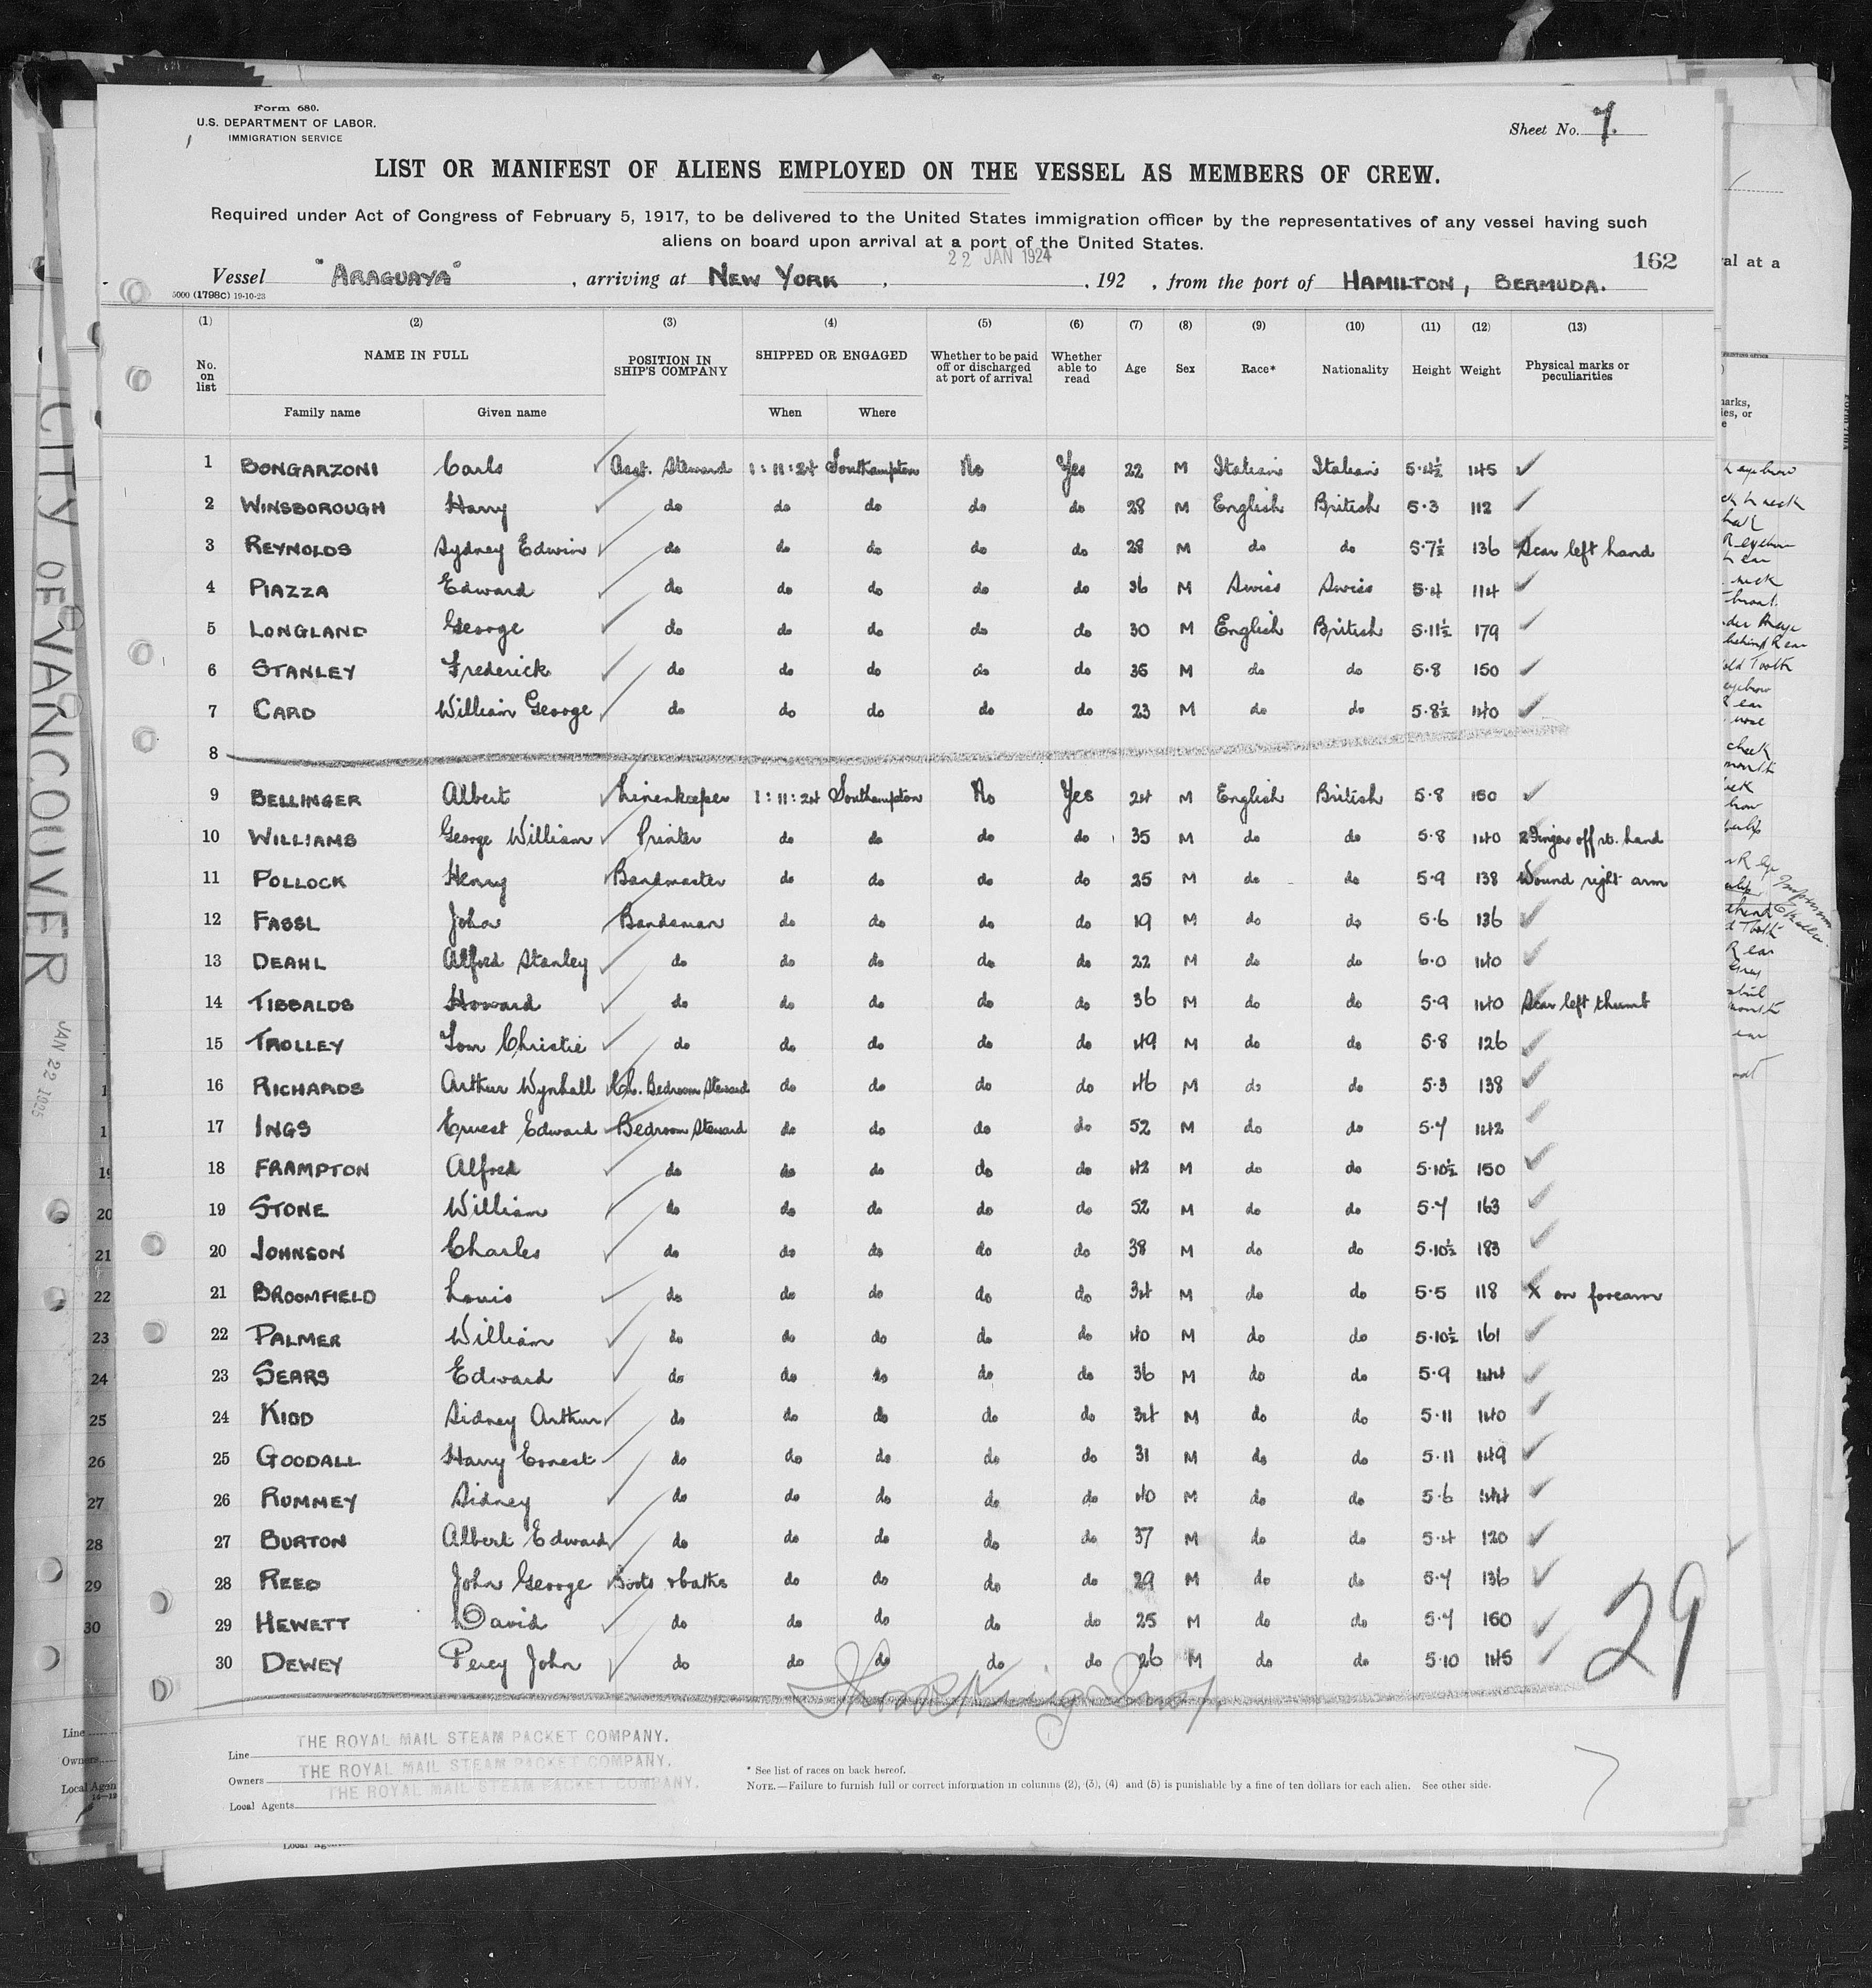 Form 680.
U.S. DEPARTMENT OF LABOR.
IMMIGRATION SERVICE
Sheet No. 7.
LIST OR MANIFEST OF ALIENS EMPLOYED ON THE VESSEL AS MEMBERS OF CREW.
Required under Act of Congress of February 5, 1917, to be delivered to the United States immigration officer by the representatives of any vessel having such
aliens on board upon arrival at a port of the United States.
22 JAN 1924
162
Vessel "ARAGUAYA", arriving at NEW YORK, , 192 , from the port of HAMILTON, BERMUDA.
5000 (1798c) 19-10-23
(1) (2) (3) (4) (5) (6) (7) (8) (9) (10) (11) (12) (13)
No. on list NAME IN FULL POSITION IN SHIP'S COMPANY SHIPPED OR ENGAGED Whether to be paid off or discharged at port of arrival Whether able to read Age Sex Race* Nationality Height Weight Physical marks or peculiarities
Family name Given name When Where
1 BONGARZONI Carlo Asst. Steward 1:11:24 Southampton No Yes 22 M Italian Italian 5·4½ 145
2 WINSBOROUGH Harry do do do do do 28 M English British 5·3 112
3 REYNOLDS Sydney Edwin do do do do do 28 M do do 5·7½ 136 Scar left hand
4 PIAZZA Edward do do do do do 36 M Swiss Swiss 5·4 114
5 LONGLAND George do do do do do 30 M English British 5·11½ 179
6 STANLEY Frederick do do do do do 35 M do do 5·8 150
7 CARD William George do do do do do 23 M do do 5·8½ 140
8
9 BELLINGER Albert Linenkeeper 1:11:24 Southampton No Yes 24 M English British 5·8 150
10 WILLIAMS George William Printer do do do do 35 M do do 5·8 140 2 Finger off rt. hand
11 POLLOCK Henry Bandmaster do do do do 25 M do do 5·9 138 Wound right arm
12 FASSL John Bandsman do do do do 19 M do do 5·6 136
13 DEAHL Alfred Stanley do do do do do 22 M do do 6·0 140
14 TIBBALDS Howard do do do do do 36 M do do 5·9 140 Scar left thumb
15 TROLLEY Tom Christie do do do do do 49 M do do 5·8 126
16 RICHARDS Arthur Wynhall Ch. Bedroom Steward do do do do 46 M do do 5·3 138
17 INGS Ernest Edward Bedroom Steward do do do do 52 M do do 5·7 142
18 FRAMPTON Alfred do do do do do 42 M do do 5·10½ 150
19 STONE William do do do do do 52 M do do 5·7 163
20 JOHNSON Charles do do do do do 38 M do do 5·10½ 183
21 BROOMFIELD Louis do do do do do 34 M do do 5·5 118 X on forearm
22 PALMER William do do do do do 40 M do do 5·10½ 161
23 SEARS Edward do do do do do 36 M do do 5·9 144
24 KIDD Sidney Arthur do do do do do 34 M do do 5·11 140
25 GOODALL Harry Ernest do do do do do 31 M do do 5·11 149
26 RUMMEY Sidney do do do do do 40 M do do 5·6 144
27 BURTON Albert Edward do do do do do 37 M do do 5·4 120
28 REED John George Boots & baths do do do do 29 M do do 5·7 136
29 HEWETT David do do do do do 25 M do do 5·7 160
30 DEWEY Percy John do do do do do 26 M do do 5·10 145
29
Line THE ROYAL MAIL STEAM PACKET COMPANY.
Owners THE ROYAL MAIL STEAM PACKET COMPANY.
Local Agents THE ROYAL MAIL STEAM PACKET COMPANY.
* See list of races on back hereof.
NOTE.—Failure to furnish full or correct information in columns (2), (3), (4) and (5) is punishable by a fine of ten dollars for each alien. See other side.
7
CITY OF VANCOUVER
JAN 22 1925
20
21
22
23
24
25
26
27
28
29
30
Line
Owners
Local Agen
val at a